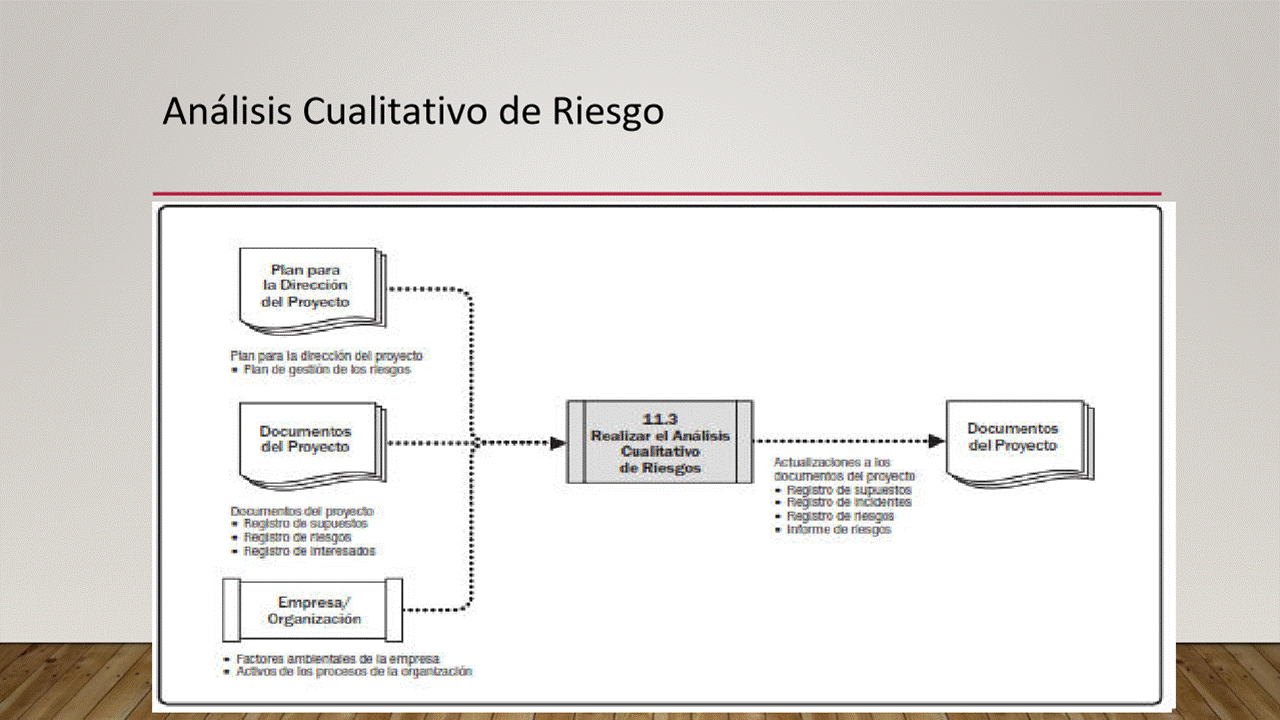 Análisis Cualitativo de Riesgo
Plan para
la Dirección
del Proyecto
Plan para la dirección del proyecto
▪ Plan de gestión de los riesgos
Documentos
del Proyecto
Documentos del proyecto
▪ Registro de supuestos
▪ Registro de riesgos
▪ Registro de interesados
Empresa/
Organización
▪ Factores ambientales de la empresa
▪ Activos de los procesos de la organización
11.3
Realizar el Análisis
Cualitativo
de Riesgos
Actualizaciones a los
documentos del proyecto
▪ Registro de supuestos
▪ Registro de incidentes
▪ Registro de riesgos
▪ Informe de riesgos
Documentos
del Proyecto